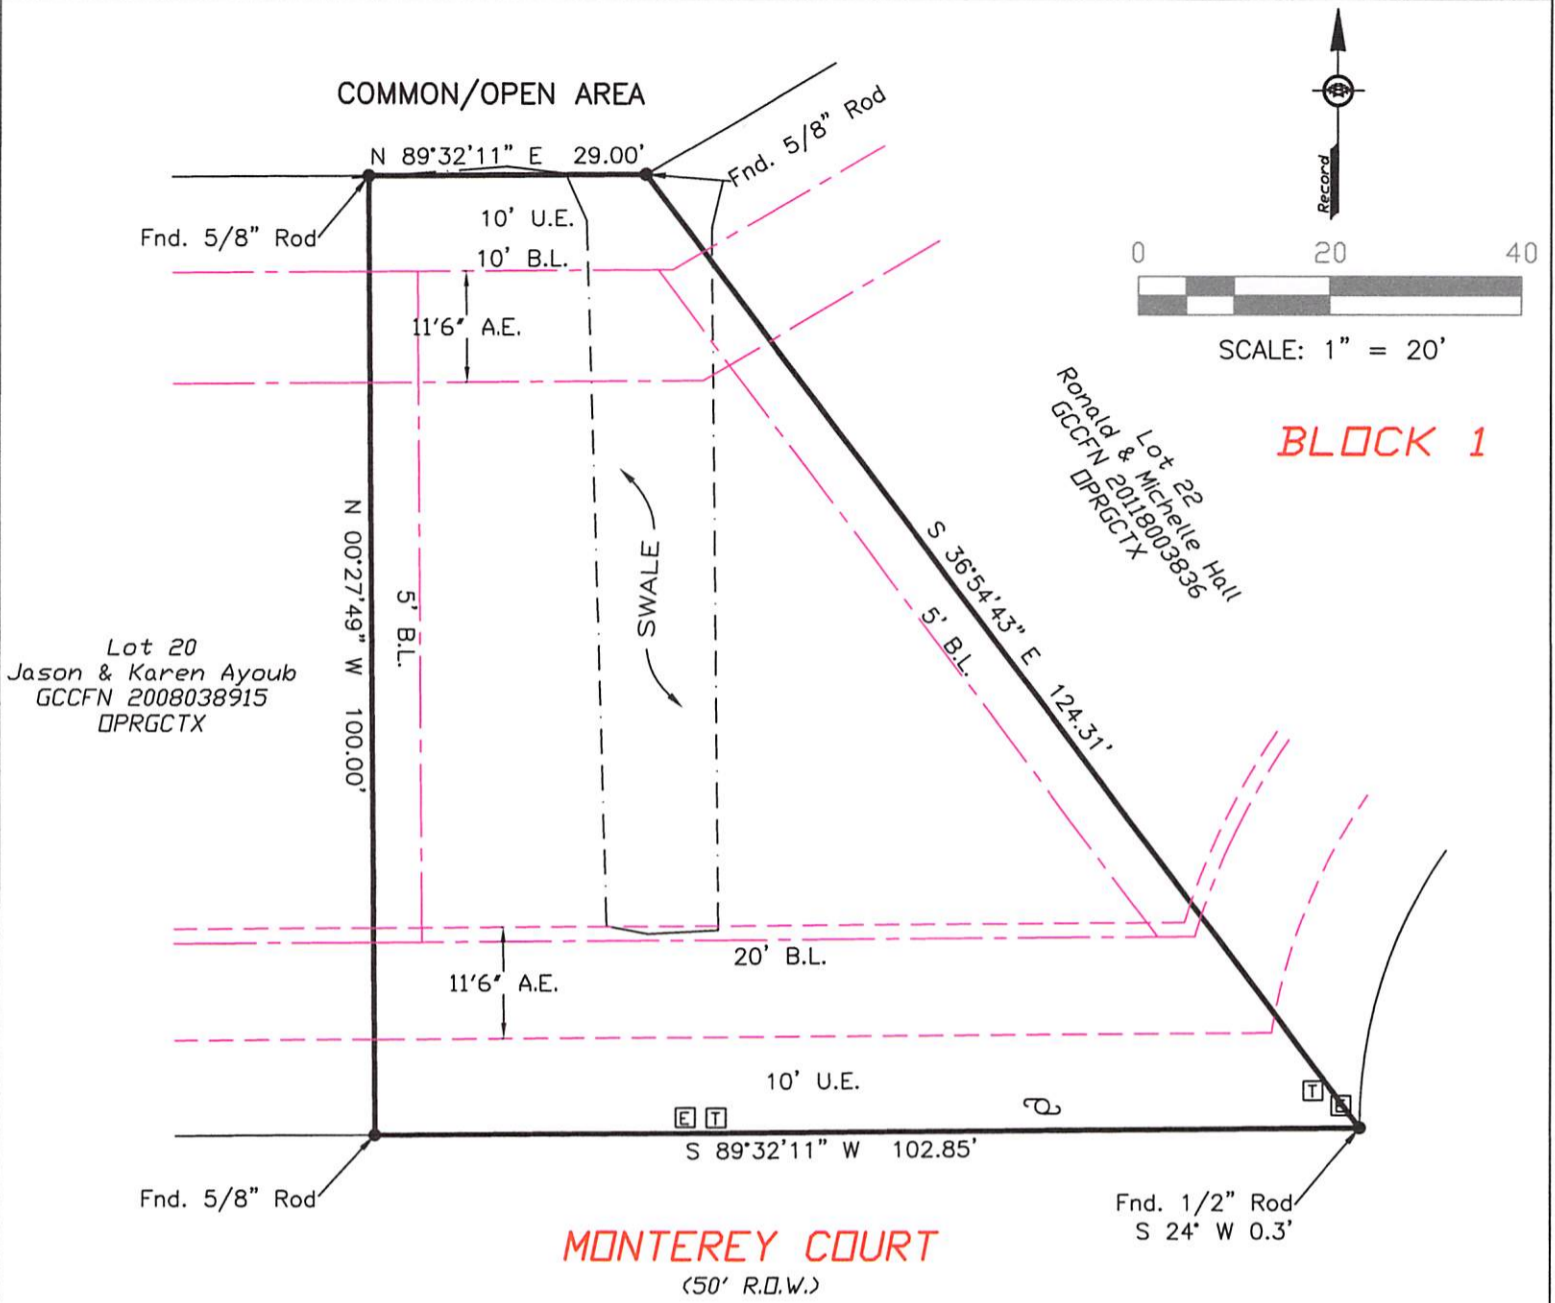 COMMON/OPEN AREA
N 89°32'11" E 29.00'
Fnd. 5/8" Rod
Record
Fnd. 5/8" Rod
10' U.E.
10' B.L.
11'6" A.E.
0 20 40
SCALE: 1" = 20'
BLOCK 1
Lot 22
Ronald & Michelle Hall
GCCFN 20118003836
OPRGCTX
N 00°27'49" W 100.00'
5' B.L.
SWALE
S 36°54'43" E 124.31'
5' B.L.
Lot 20
Jason & Karen Ayoub
GCCFN 2008038915
OPRGCTX
20' B.L.
11'6" A.E.
10' U.E.
E T
T
E
S 89°32'11" W 102.85'
Fnd. 5/8" Rod
Fnd. 1/2" Rod
S 24° W 0.3'
MONTEREY COURT
(50' R.O.W.)